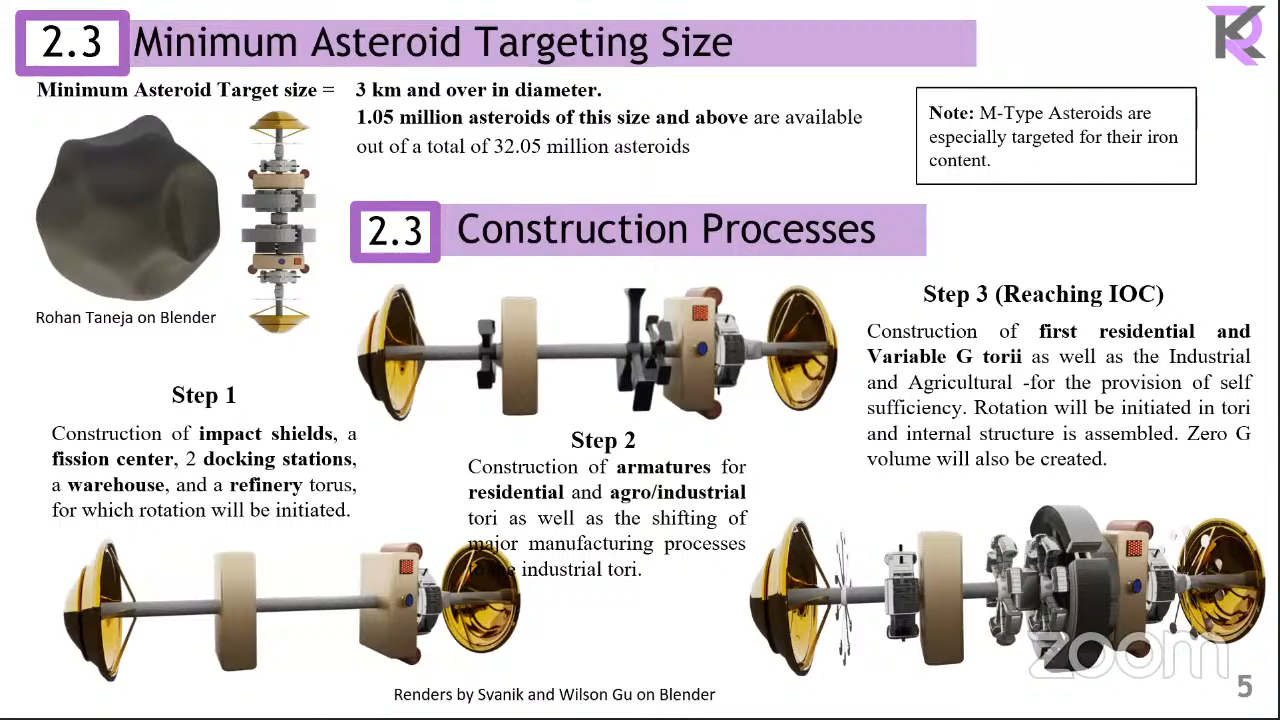 2.3 Minimum Asteroid Targeting Size
Minimum Asteroid Target size = 3 km and over in diameter.
1.05 million asteroids of this size and above are available
out of a total of 32.05 million asteroids
Note: M-Type Asteroids are
especially targeted for their iron
content.
Rohan Taneja on Blender
2.3 Construction Processes
Step 1
Construction of impact shields, a
fission center, 2 docking stations,
a warehouse, and a refinery torus,
for which rotation will be initiated.
Step 2
Construction of armatures for
residential and agro/industrial
tori as well as the shifting of
major manufacturing processes
industrial tori.
Step 3 (Reaching IOC)
Construction of first residential and
Variable G torii as well as the Industrial
and Agricultural -for the provision of self
sufficiency. Rotation will be initiated in tori
and internal structure is assembled. Zero G
volume will also be created.
Renders by Svanik and Wilson Gu on Blender
zoom
5